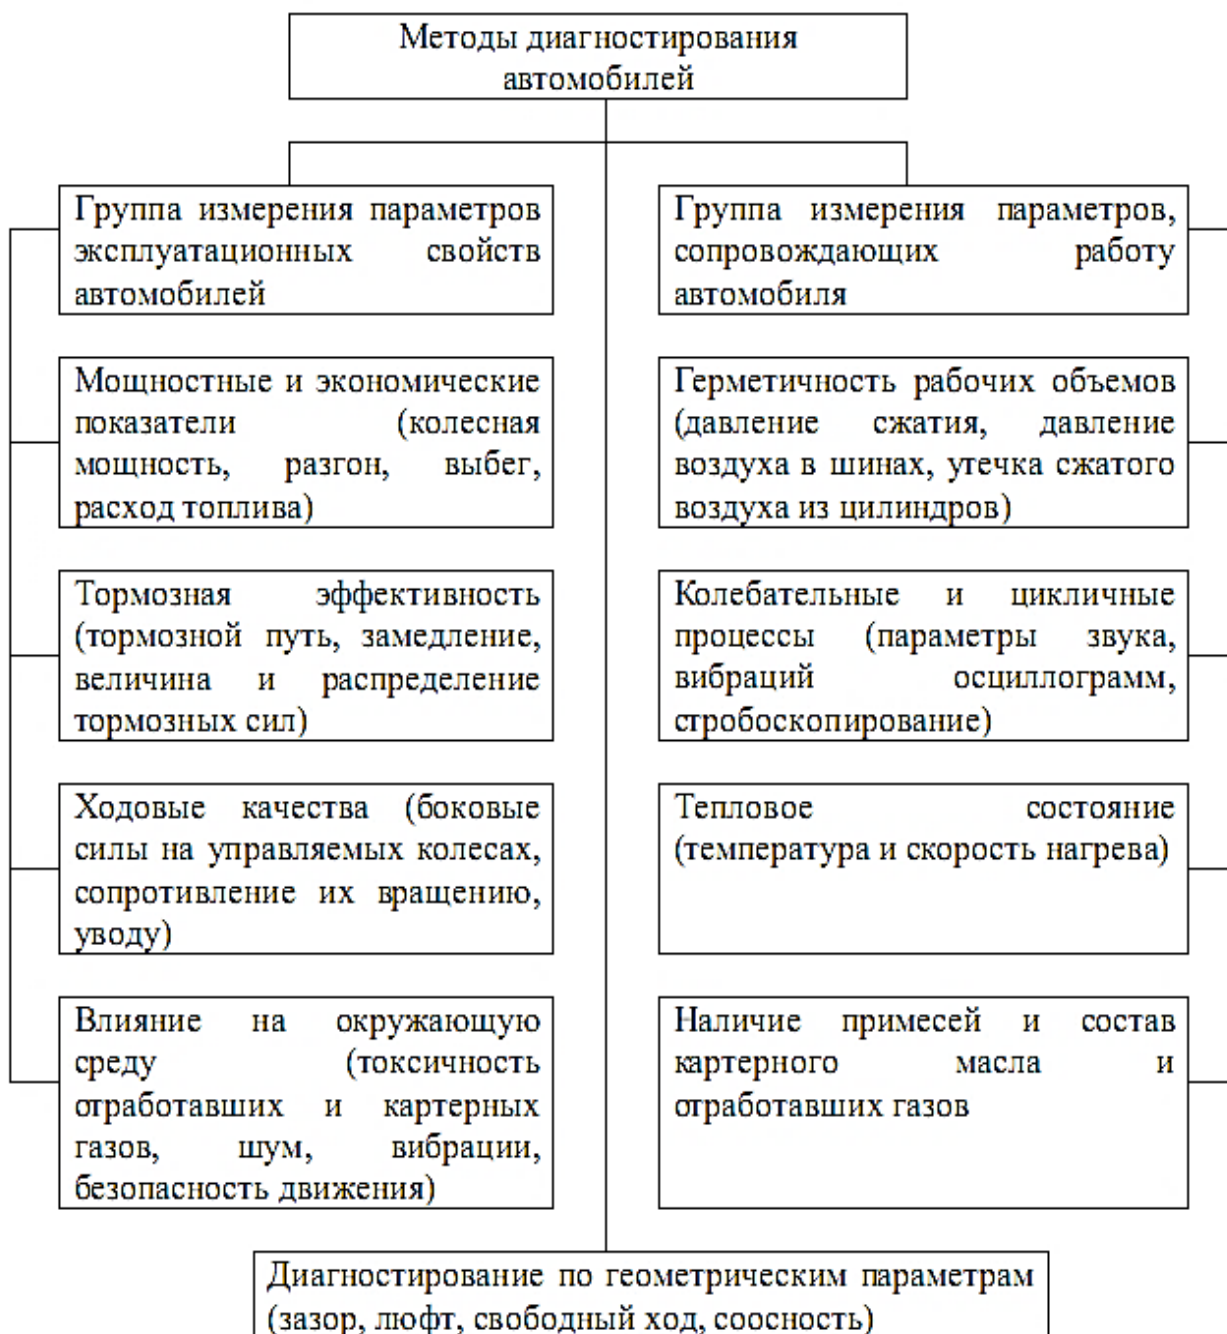 Методы диагностирования
автомобилей
Группа измерения параметров
эксплуатационных свойств
автомобилей
Группа измерения параметров,
сопровождающих работу
автомобиля
Мощностные и экономические
показатели (колесная
мощность, разгон, выбег,
расход топлива)
Герметичность рабочих объемов
(давление сжатия, давление
воздуха в шинах, утечка сжатого
воздуха из цилиндров)
Тормозная эффективность
(тормозной путь, замедление,
величина и распределение
тормозных сил)
Колебательные и цикличные
процессы (параметры звука,
вибраций осциллограмм,
стробоскопирование)
Ходовые качества (боковые
силы на управляемых колесах,
сопротивление их вращению,
уводу)
Тепловое состояние
(температура и скорость нагрева)
Влияние на окружающую
среду (токсичность
отработавших и картерных
газов, шум, вибрации,
безопасность движения)
Наличие примесей и состав
картерного масла и
отработавших газов
Диагностирование по геометрическим параметрам
(зазор, люфт, свободный ход, соосность)